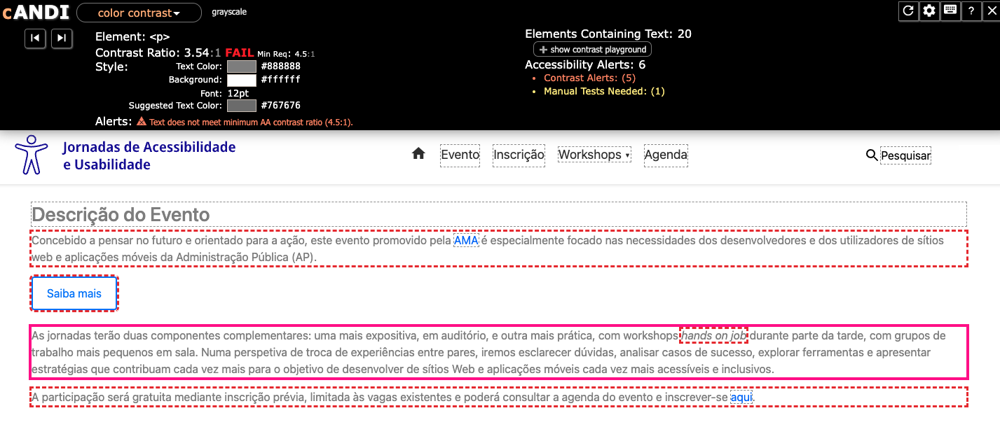 cANDI color contrast grayscale ?
Element: <p>
Contrast Ratio: 3.54:1 FAIL Min Req: 4.5:1
Style: Text Color: #888888
Background: #ffffff
Font: 12pt
Suggested Text Color: #767676
Alerts: Text does not meet minimum AA contrast ratio (4.5:1).
Elements Containing Text: 20
+ show contrast playground
Accessibility Alerts: 6
• Contrast Alerts: (5)
• Manual Tests Needed: (1)
Jornadas de Acessibilidade
e Usabilidade
Evento Inscrição Workshops Agenda Pesquisar
Descrição do Evento
Concebido a pensar no futuro e orientado para a ação, este evento promovido pela AMA é especialmente focado nas necessidades dos desenvolvedores e dos utilizadores de sítios
web e aplicações móveis da Administração Pública (AP).
Saiba mais
As jornadas terão duas componentes complementares: uma mais expositiva, em auditório, e outra mais prática, com workshops hands on job durante parte da tarde, com grupos de
trabalho mais pequenos em sala. Numa perspetiva de troca de experiências entre pares, iremos esclarecer dúvidas, analisar casos de sucesso, explorar ferramentas e apresentar
estratégias que contribuam cada vez mais para o objetivo de desenvolver de sítios Web e aplicações móveis cada vez mais acessíveis e inclusivos.
A participação será gratuita mediante inscrição prévia, limitada às vagas existentes e poderá consultar a agenda do evento e inscrever-se aqui.